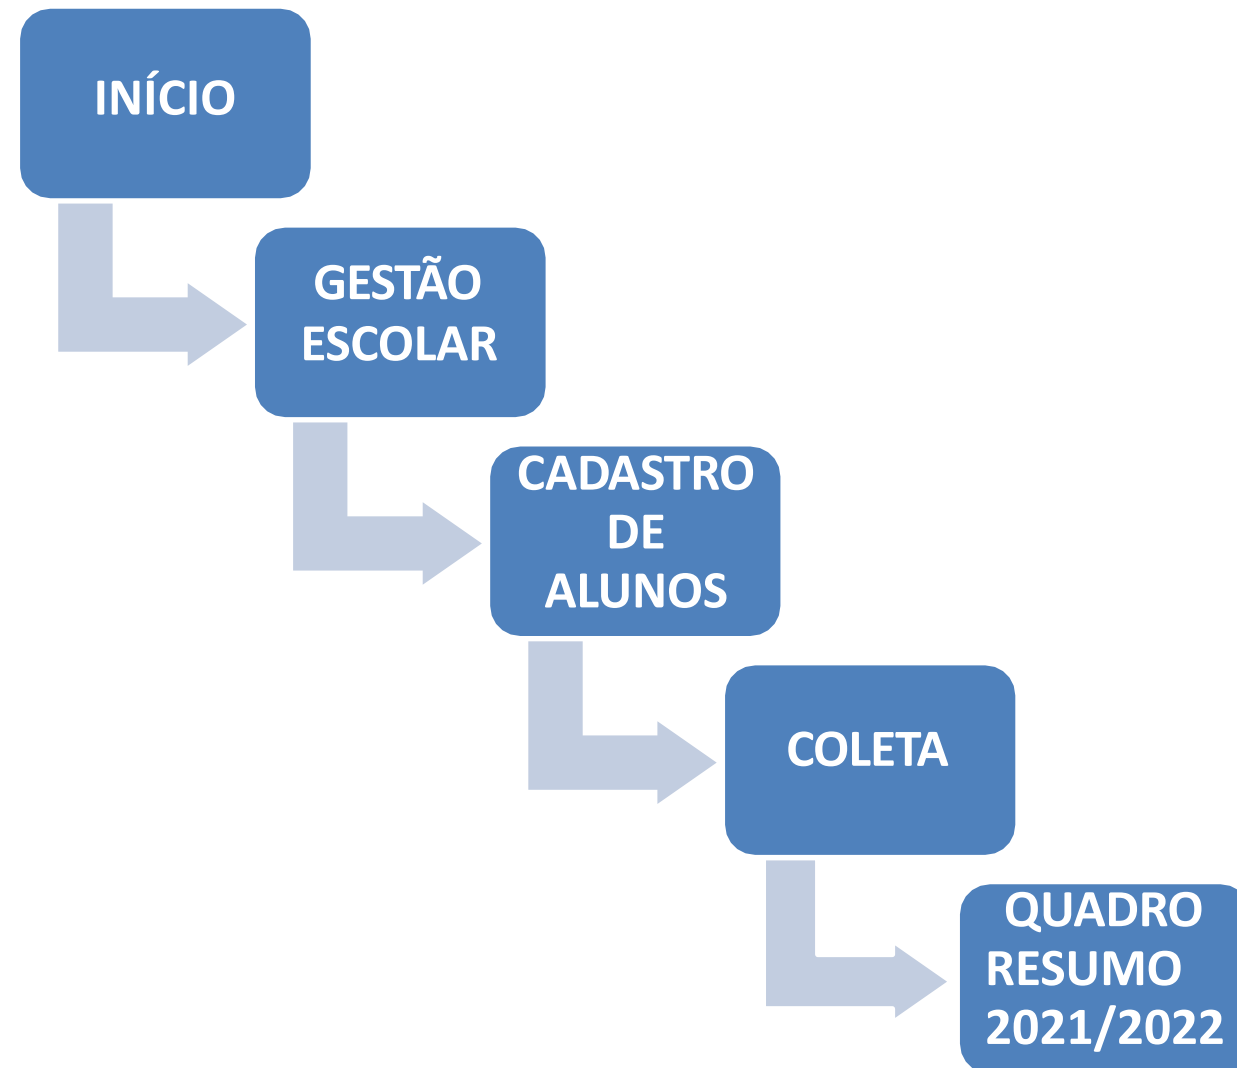 INÍCIO
GESTÃO
ESCOLAR
CADASTRO
DE
ALUNOS
COLETA
QUADRO
RESUMO
2021/2022